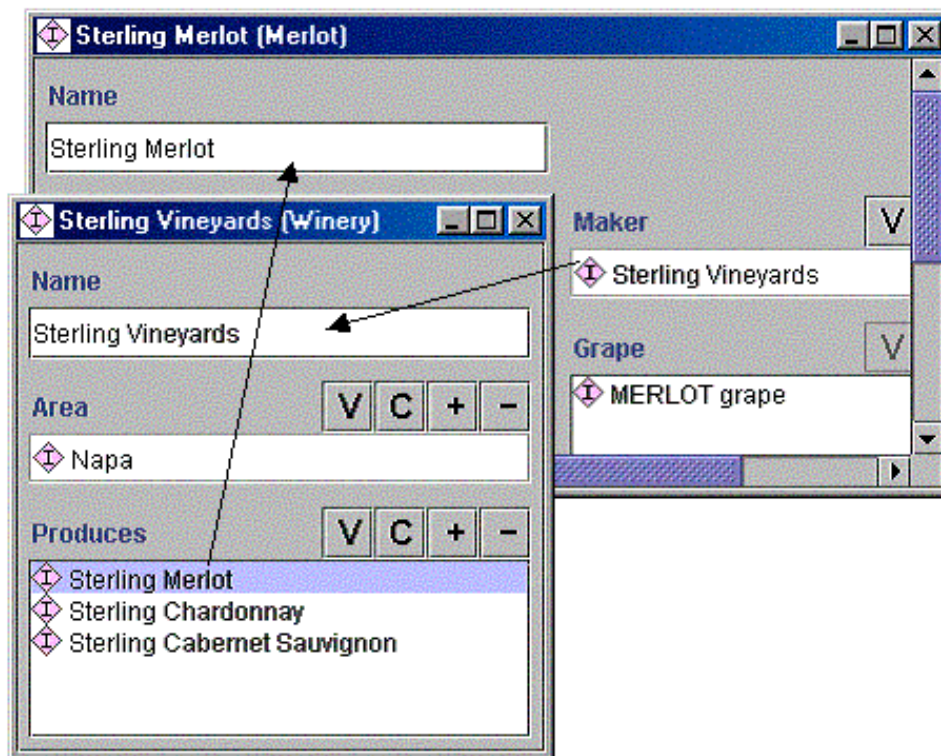 Sterling Merlot (Merlot)
Name
Sterling Merlot
Maker V
I Sterling Vineyards
Grape V
I MERLOT grape
Sterling Vineyards (Winery)
Name
Sterling Vineyards
Area V C + −
I Napa
Produces V C + −
I Sterling Merlot
I Sterling Chardonnay
I Sterling Cabernet Sauvignon